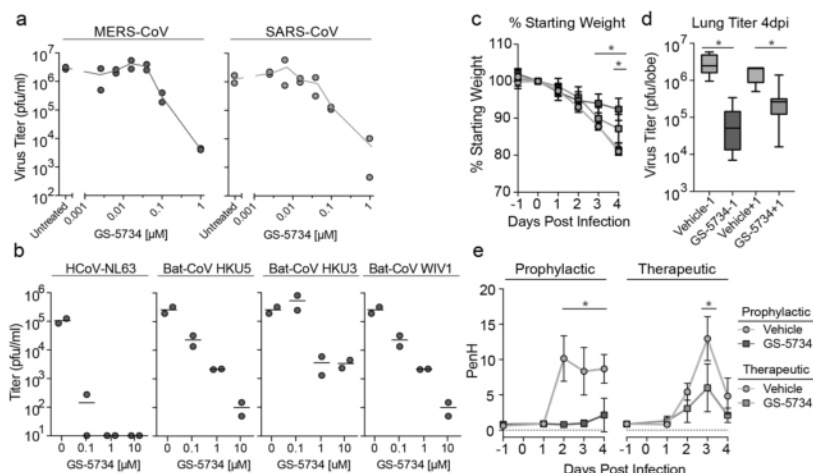 a
MERS-CoV
SARS-CoV
Virus Titer (pfu/ml)
10^7
10^6
10^5
10^4
10^3
10^2
Untreated
0.001
0.01
0.1
1
GS-5734 [µM]
Untreated
0.001
0.01
0.1
1
GS-5734 [µM]
b
HCoV-NL63
Bat-CoV HKU5
Bat-CoV HKU3
Bat-CoV WIV1
Titer (pfu/ml)
10^6
10^5
10^4
10^3
10^2
10^1
0 0.1 1 10
0 0.1 1 10
0 0.1 1 10
0 0.1 1 10
GS-5734 [µM]
GS-5734 [µM]
GS-5734 [µM]
GS-5734 [µM]
c
% Starting Weight
% Starting Weight
110
100
90
80
*
*
-1 0 1 2 3 4
Days Post Infection
d
Lung Titer 4dpi
Virus Titer (pfu/lobe)
10^7
10^6
10^5
10^4
10^3
* *
Vehicle-1
GS-5734-1
Vehicle+1
GS-5734+1
e
Prophylactic
Therapeutic
PenH
20
15
10
5
0
*
*
-1 0 1 2 3 4
-1 0 1 2 3 4
Days Post Infection
Days Post Infection
Prophylactic
Vehicle
GS-5734
Therapeutic
Vehicle
GS-5734